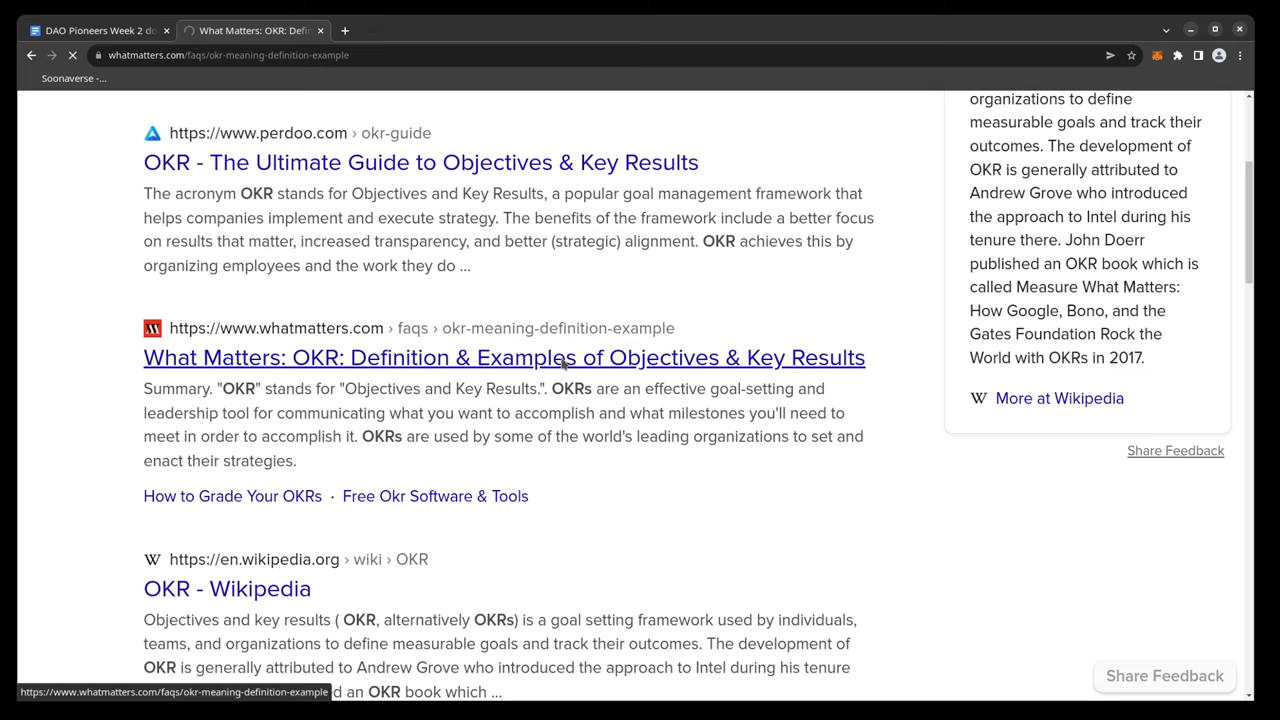 DAO Pioneers Week 2 do
What Matters: OKR: Defin
whatmatters.com/faqs/okr-meaning-definition-example
Soonaverse -...
https://www.perdoo.com › okr-guide
OKR - The Ultimate Guide to Objectives & Key Results
The acronym OKR stands for Objectives and Key Results, a popular goal management framework that
helps companies implement and execute strategy. The benefits of the framework include a better focus
on results that matter, increased transparency, and better (strategic) alignment. OKR achieves this by
organizing employees and the work they do ...
https://www.whatmatters.com › faqs › okr-meaning-definition-example
What Matters: OKR: Definition & Examples of Objectives & Key Results
Summary. "OKR" stands for "Objectives and Key Results.". OKRs are an effective goal-setting and
leadership tool for communicating what you want to accomplish and what milestones you'll need to
meet in order to accomplish it. OKRs are used by some of the world's leading organizations to set and
enact their strategies.
How to Grade Your OKRs · Free Okr Software & Tools
https://en.wikipedia.org › wiki › OKR
OKR - Wikipedia
Objectives and key results ( OKR, alternatively OKRs) is a goal setting framework used by individuals,
teams, and organizations to define measurable goals and track their outcomes. The development of
OKR is generally attributed to Andrew Grove who introduced the approach to Intel during his tenure
d an OKR book which ...
https://www.whatmatters.com/faqs/okr-meaning-definition-example
organizations to define
measurable goals and track their
outcomes. The development of
OKR is generally attributed to
Andrew Grove who introduced
the approach to Intel during his
tenure there. John Doerr
published an OKR book which is
called Measure What Matters:
How Google, Bono, and the
Gates Foundation Rock the
World with OKRs in 2017.
W More at Wikipedia
Share Feedback
Share Feedback